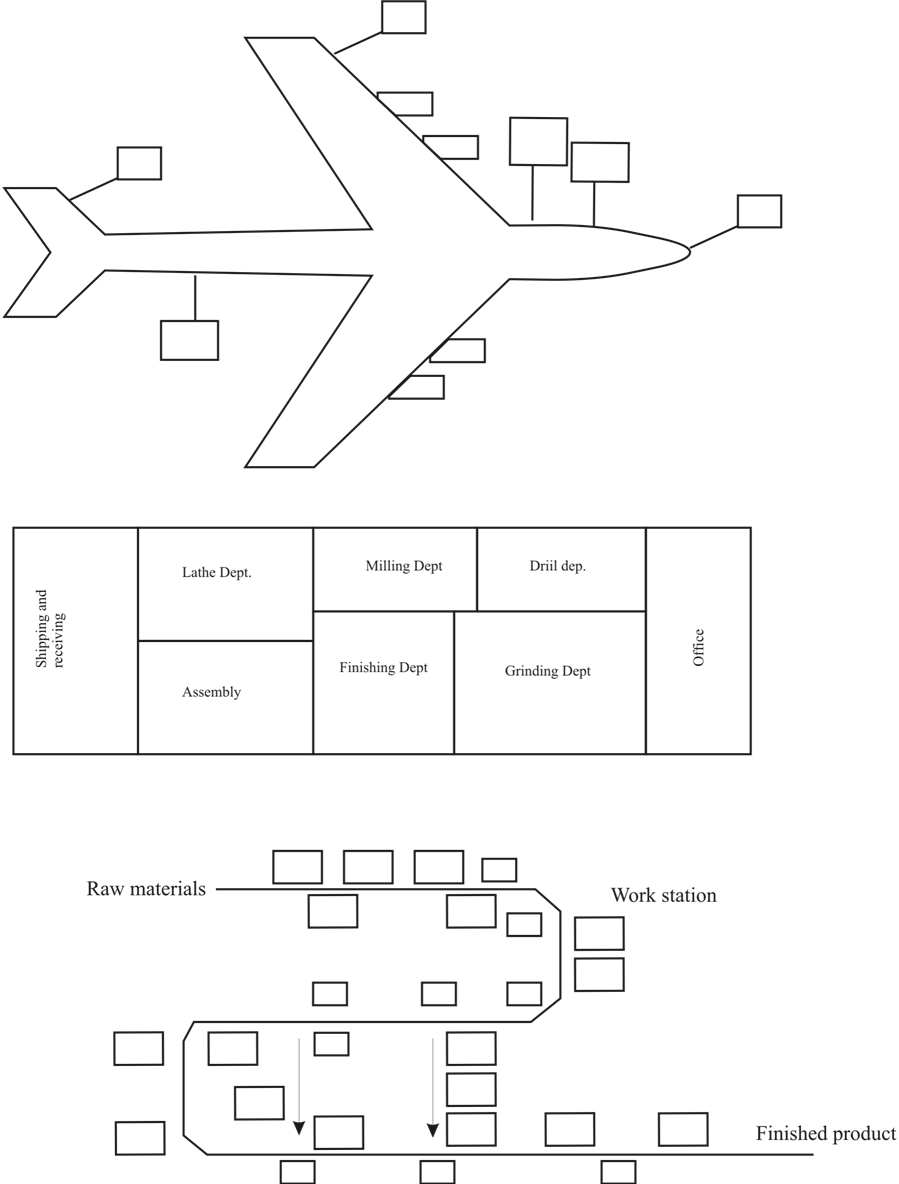 Shipping and
receiving
Lathe Dept.
Milling Dept
Driil dep.
Assembly
Finishing Dept
Grinding Dept
Office
Raw materials
Work station
Finished product